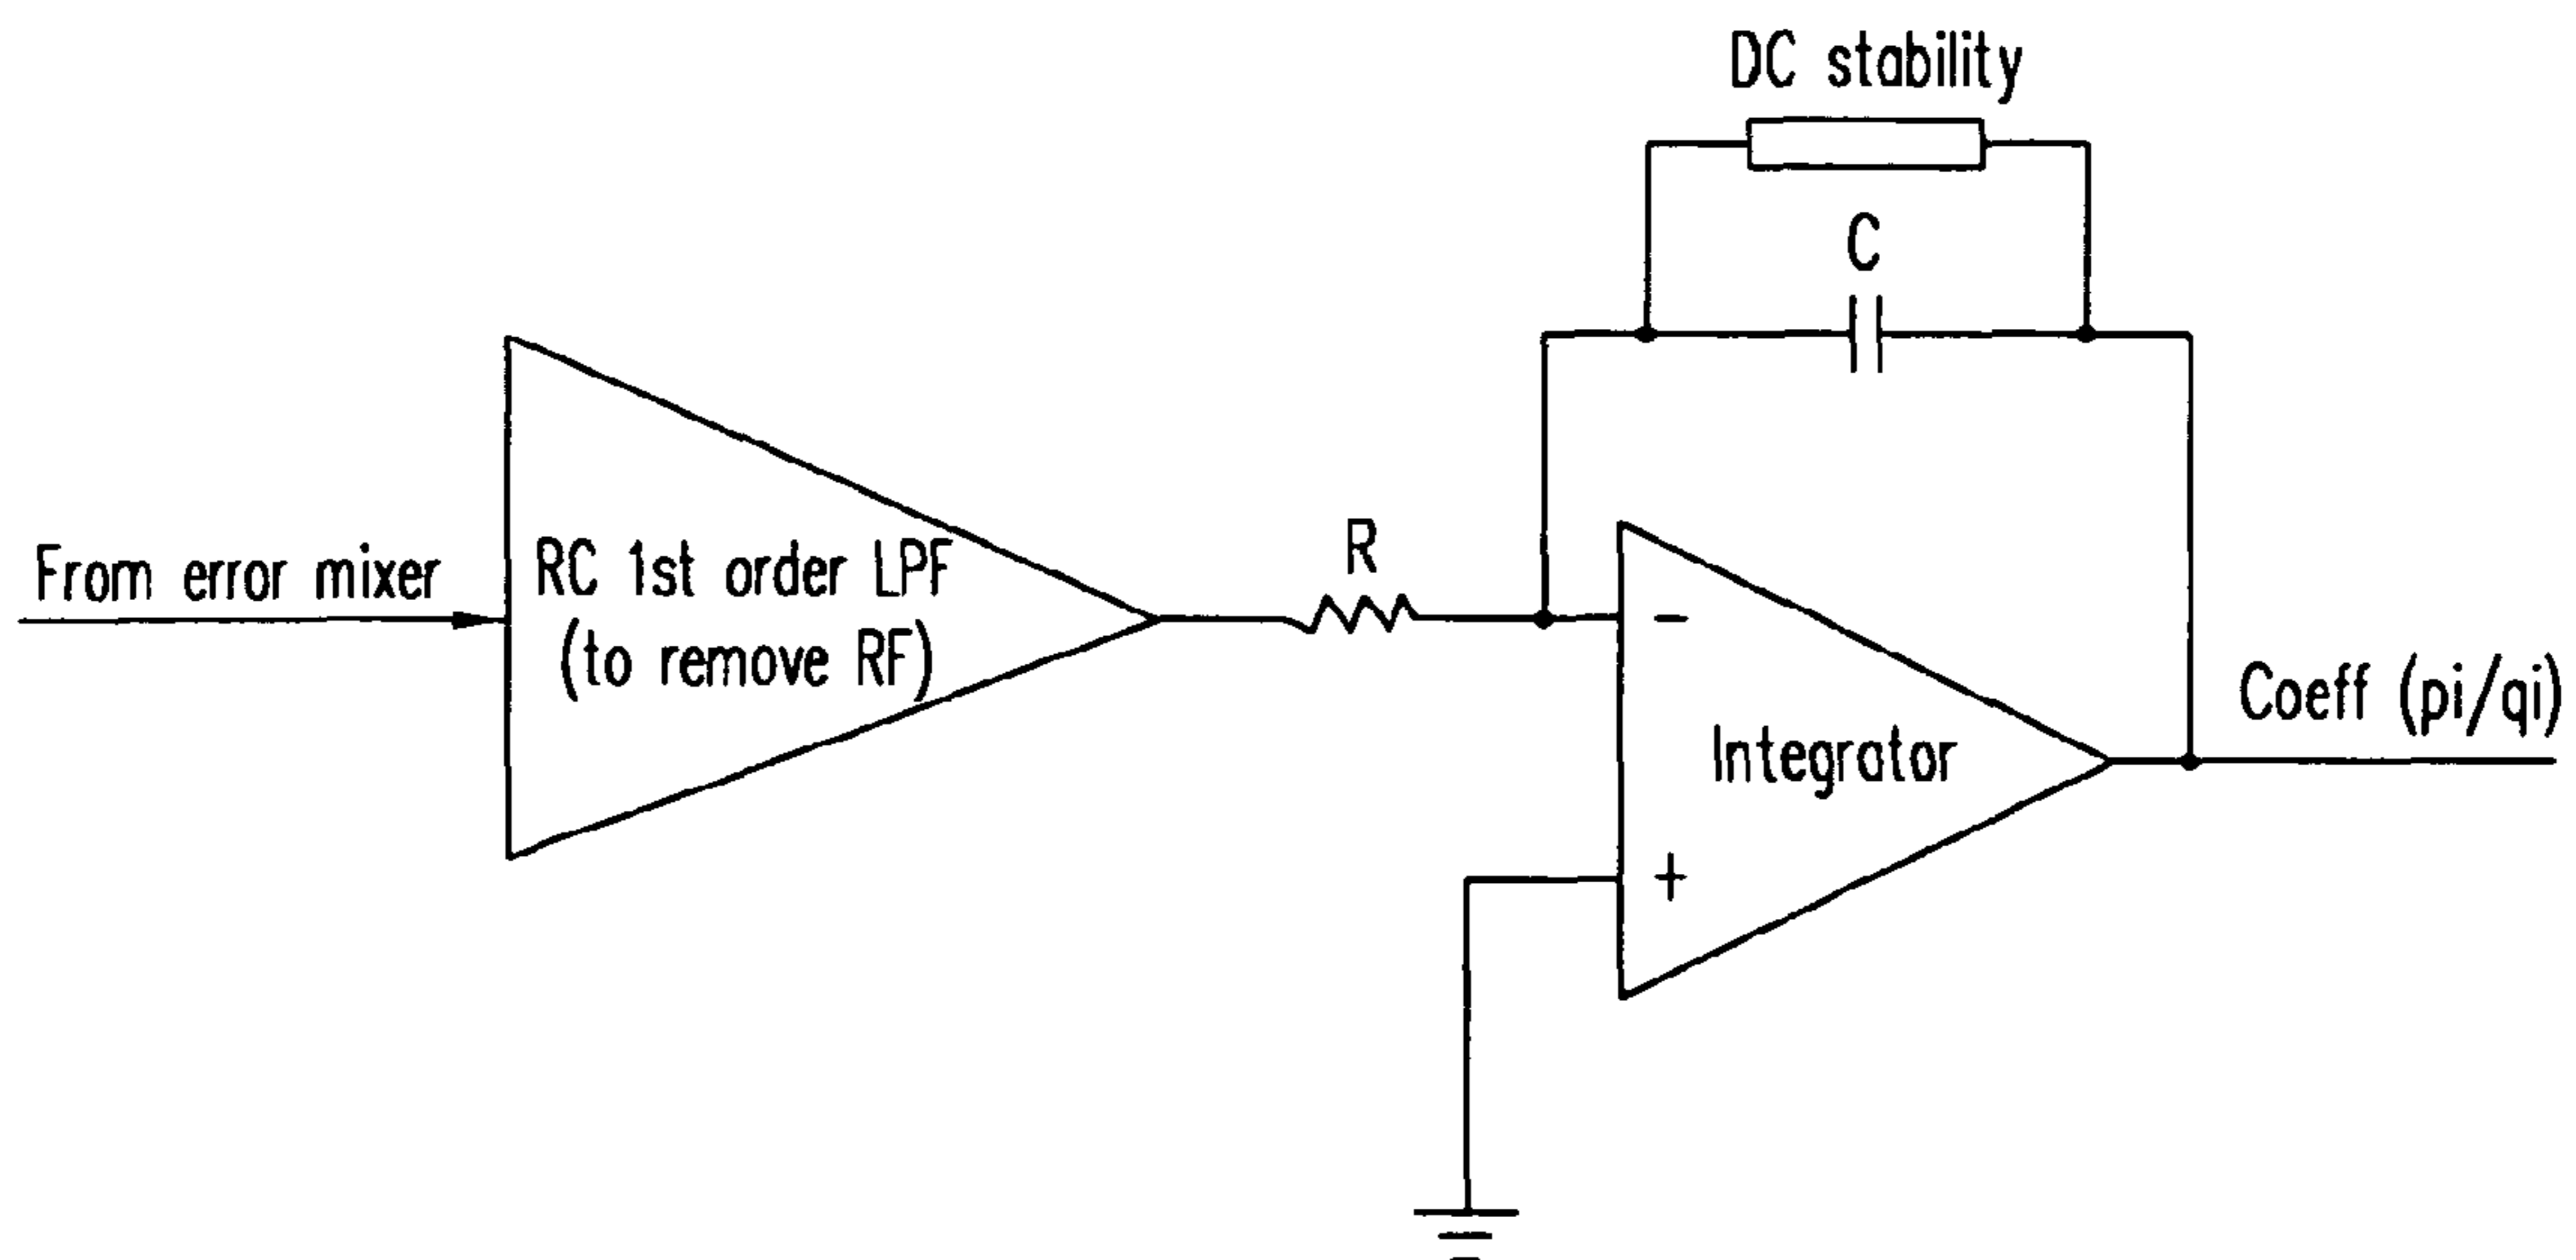 DC stability
C
From error mixer
RC 1st order LPF
(to remove RF)
R
-
+
Integrator
Coeff (pi/qi)